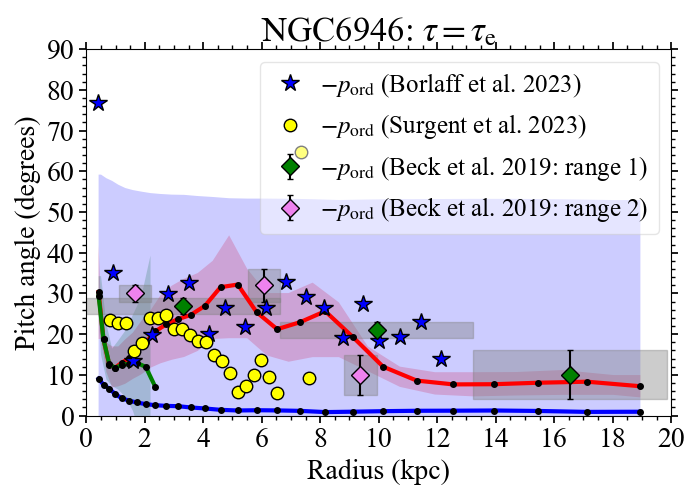 NGC6946: τ = τe
90
80
70
60
50
40
30
20
10
0
Pitch angle (degrees)
−pord (Borlaff et al. 2023)
−pord (Surgent et al. 2023)
−pord (Beck et al. 2019: range 1)
−pord (Beck et al. 2019: range 2)
0 2 4 6 8 10 12 14 16 18 20
Radius (kpc)